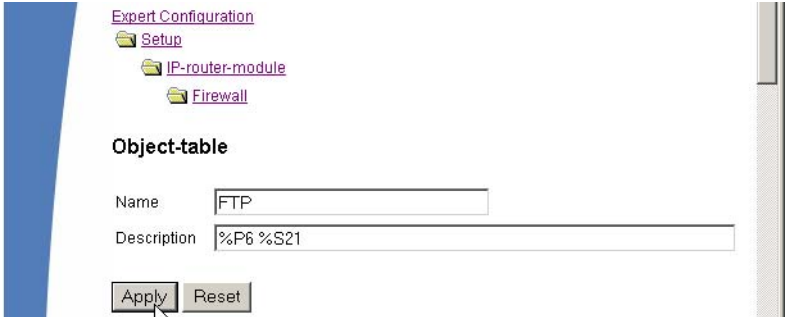 Expert Configuration
Setup
IP-router-module
Firewall
Object-table
Name FTP
Description %P6 %S21
Apply Reset